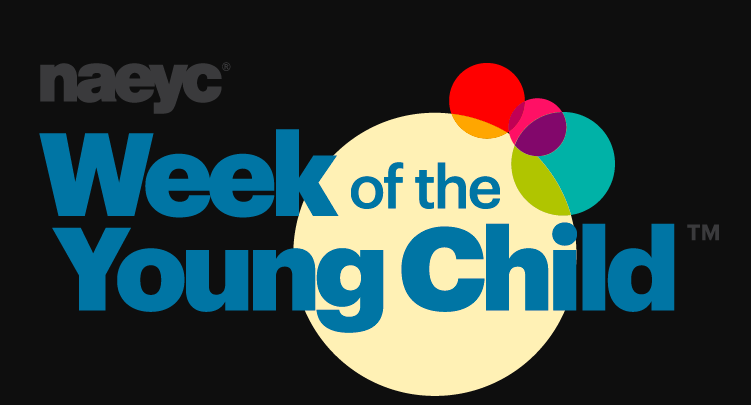 naeyc®
Week of the
Young Child™